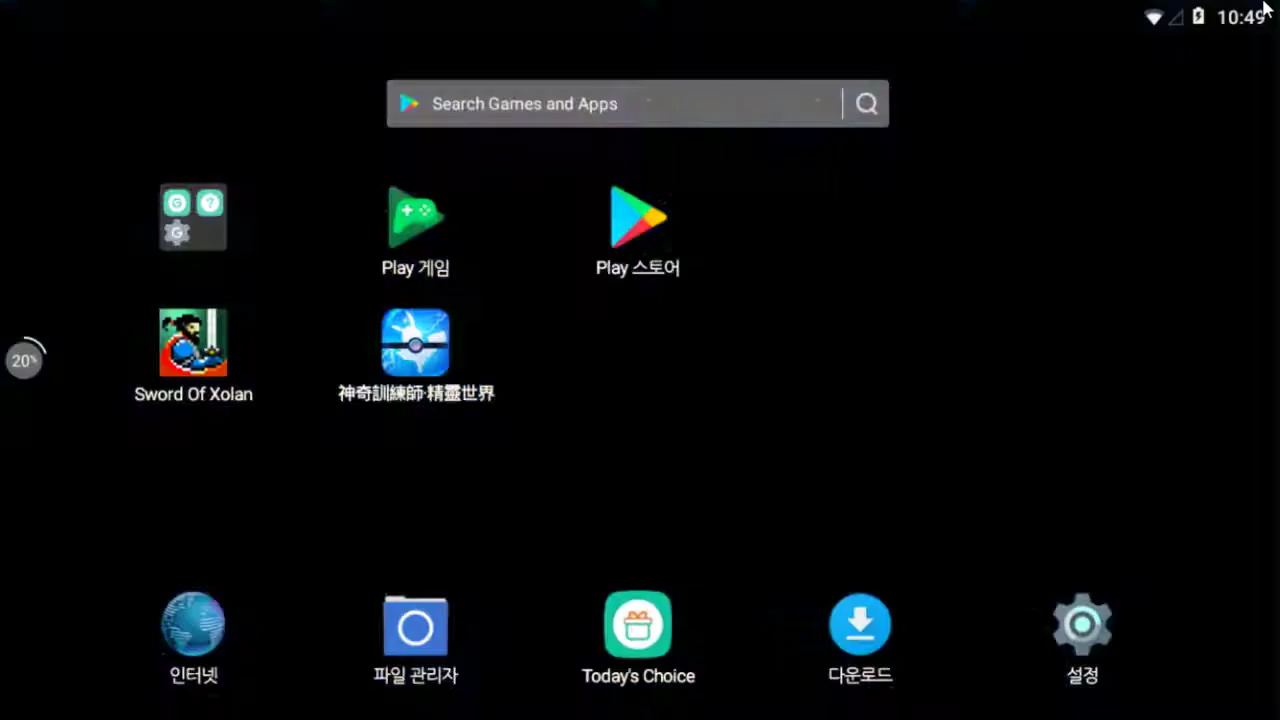 10:49
Search Games and Apps
G ?
G
Play 게임
Play 스토어
20%
Sword Of Xolan
神奇訓練師·精靈世界
인터넷
파일 관리자
Today's Choice
다운로드
설정